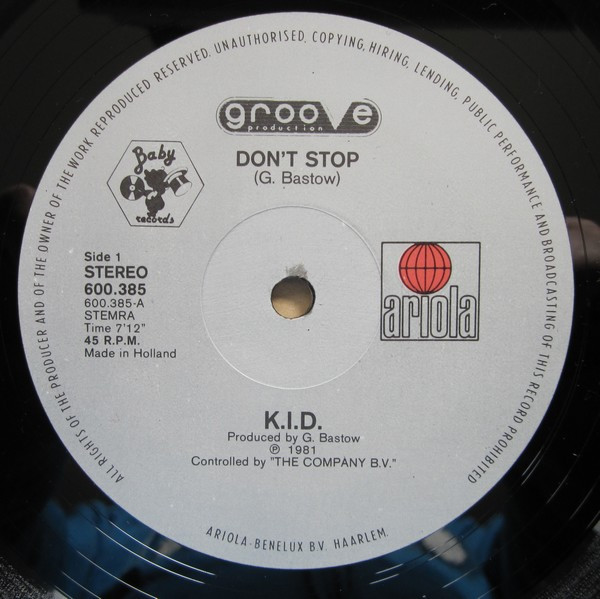 ALL RIGHTS OF THE PRODUCER AND OF THE OWNER OF THE WORK REPRODUCED RESERVED. UNAUTHORISED, COPYING, HIRING, LENDING, PUBLIC PERFORMANCE AND BROADCASTING OF THIS RECORD PROHIBITED
groove
production
DON'T STOP
(G. Bastow)
Baby
records
Side 1
STEREO
600.385
600.385-A
STEMRA
Time 7'12"
45 R.P.M.
Made in Holland
ariola
K.I.D.
Produced by G. Bastow
℗ 1981
Controlled by "THE COMPANY B.V."
ARIOLA-BENELUX B.V. HAARLEM.